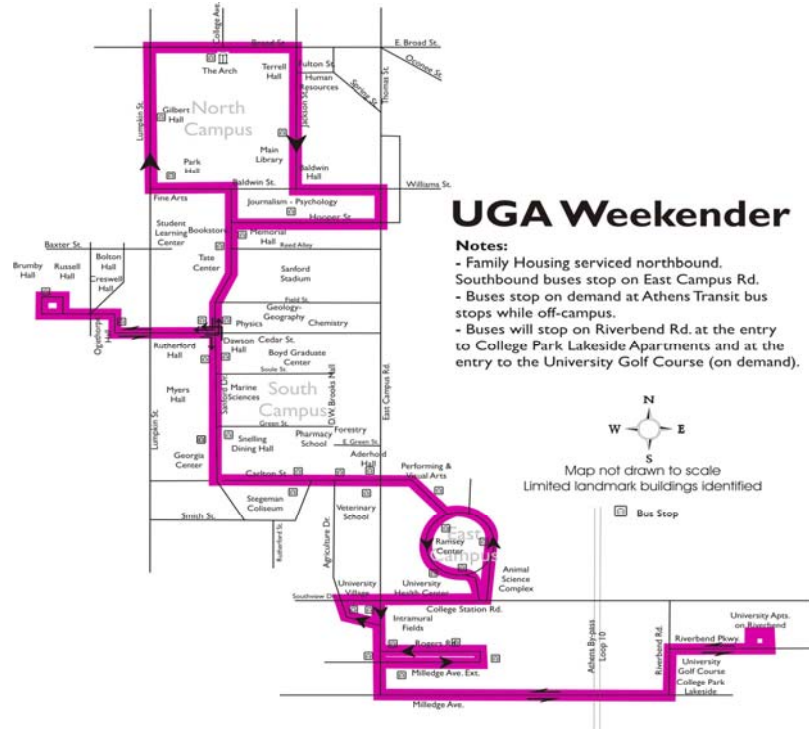 College Ave.
Broad St.
E. Broad St.
The Arch
Terrell
Hall
Fulton St.
Human
Resources
Spring St.
Oconee St.
Thomas St.
Jackson St.
Lumpkin St.
North
Campus
Gilbert
Hall
Park
Hall
Main
Library
Baldwin
Hall
Baldwin St.
Williams St.
Fine Arts
Journalism - Psychology
Hooper St.
UGA Weekender
Notes:
- Family Housing serviced northbound.
Southbound buses stop on East Campus Rd.
- Buses stop on demand at Athens Transit bus
stops while off-campus.
- Buses will stop on Riverbend Rd. at the entry
to College Park Lakeside Apartments and at the
entry to the University Golf Course (on demand).
Student
Learning
Center
Bookstore
Memorial
Hall
Reed Alley
Tate
Center
Sanford
Stadium
Baxter St.
Brumby
Hall
Russell
Hall
Bolton
Hall
Creswell
Hall
Oglethorpe
Hall
Field St.
Geology-
Geography
Physics
Chemistry
Rutherford
Hall
Dawson
Hall
Cedar St.
Boyd Graduate
Center
Soule St.
Myers
Hall
Sanford Dr.
Marine
Sciences
South
Campus
D.W. Brooks Mall
East Campus Rd.
Lumpkin St.
Green St.
Forestry
Pharmacy
School
E. Green St.
Georgia
Center
Snelling
Dining Hall
Aderhold
Hall
Carlton St.
Performing &
Visual Arts
Stegeman
Coliseum
Veterinary
School
Smith St.
Rutherford St.
Agriculture Dr.
East
Campus
Ramsey
Center
Animal
Science
Complex
N
W
E
S
Map not drawn to scale
Limited landmark buildings identified
Bus Stop
University
Village
University
Health Center
Southview Dr.
College Station Rd.
Intramural
Fields
Rogers Rd.
Milledge Ave. Ext.
Milledge Ave.
Athens By-pass
Loop 10
Riverbend Rd.
University Apts.
on Riverbend
Riverbend Pkwy.
University
Golf Course
College Park
Lakeside